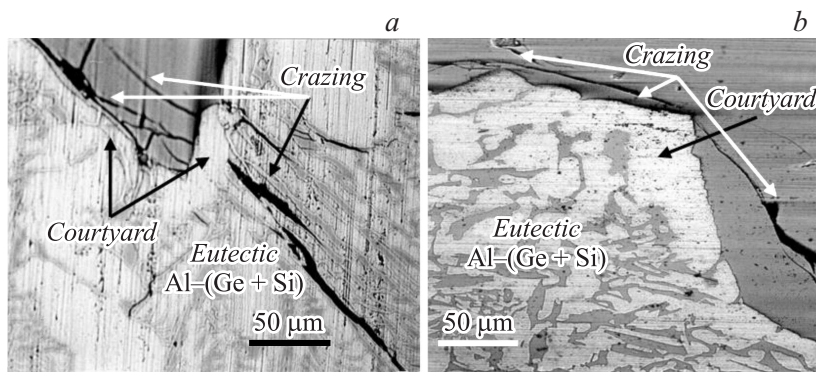 a
Crazing
Courtyard
Eutectic
Al–(Ge + Si)
50 μm
b
Crazing
Courtyard
Eutectic
Al–(Ge + Si)
50 μm